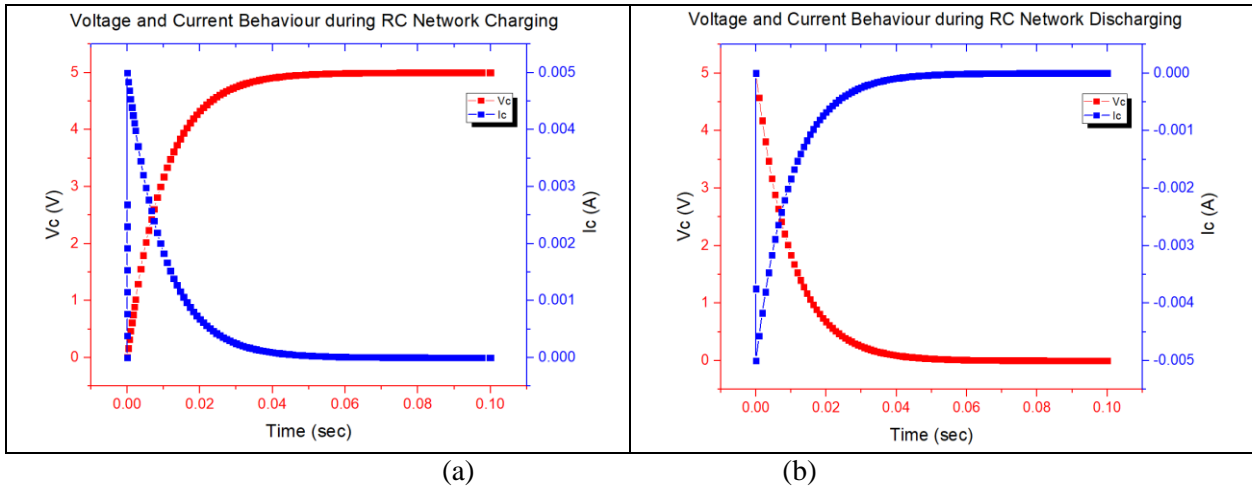 Voltage and Current Behaviour during RC Network Charging
5
4
3
2
1
0
Vc (V)
0.005
0.004
0.003
0.002
0.001
0.000
Ic (A)
Vc
Ic
0.00 0.02 0.04 0.06 0.08 0.10
Time (sec)
(a)
Voltage and Current Behaviour during RC Network Discharging
5
4
3
2
1
0
Vc (V)
0.000
-0.001
-0.002
-0.003
-0.004
-0.005
Ic (A)
Vc
Ic
0.00 0.02 0.04 0.06 0.08 0.10
Time (sec)
(b)